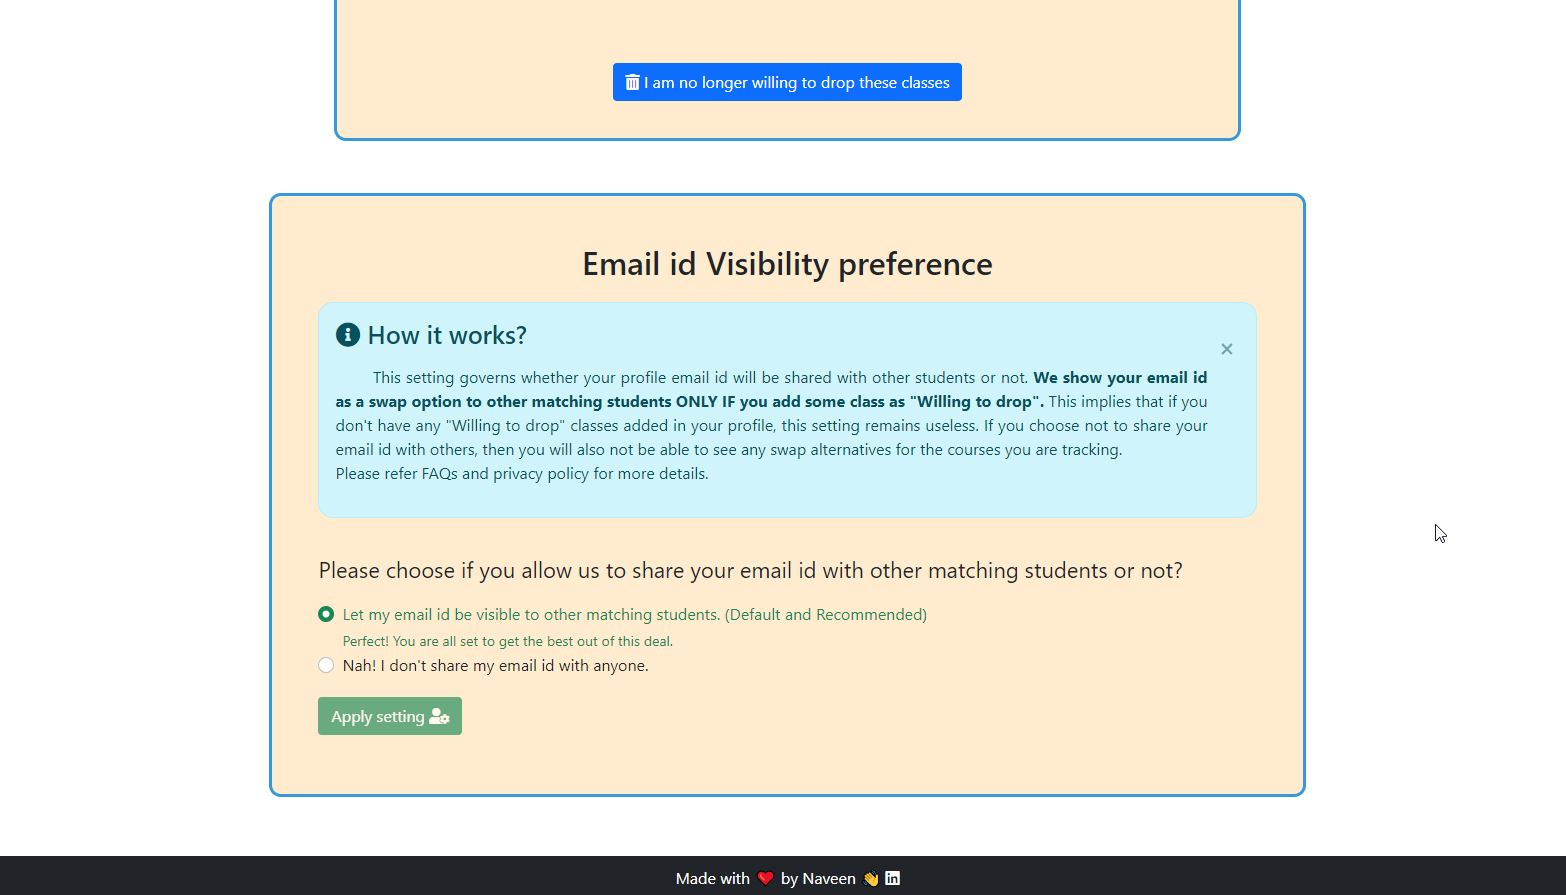 I am no longer willing to drop these classes
Email id Visibility preference
How it works?
This setting governs whether your profile email id will be shared with other students or not. We show your email id
as a swap option to other matching students ONLY IF you add some class as "Willing to drop". This implies that if you
don't have any "Willing to drop" classes added in your profile, this setting remains useless. If you choose not to share your
email id with others, then you will also not be able to see any swap alternatives for the courses you are tracking.
Please refer FAQs and privacy policy for more details.
Please choose if you allow us to share your email id with other matching students or not?
Let my email id be visible to other matching students. (Default and Recommended)
Perfect! You are all set to get the best out of this deal.
Nah! I don't share my email id with anyone.
Apply setting
Made with ❤️ by Naveen 👋 in